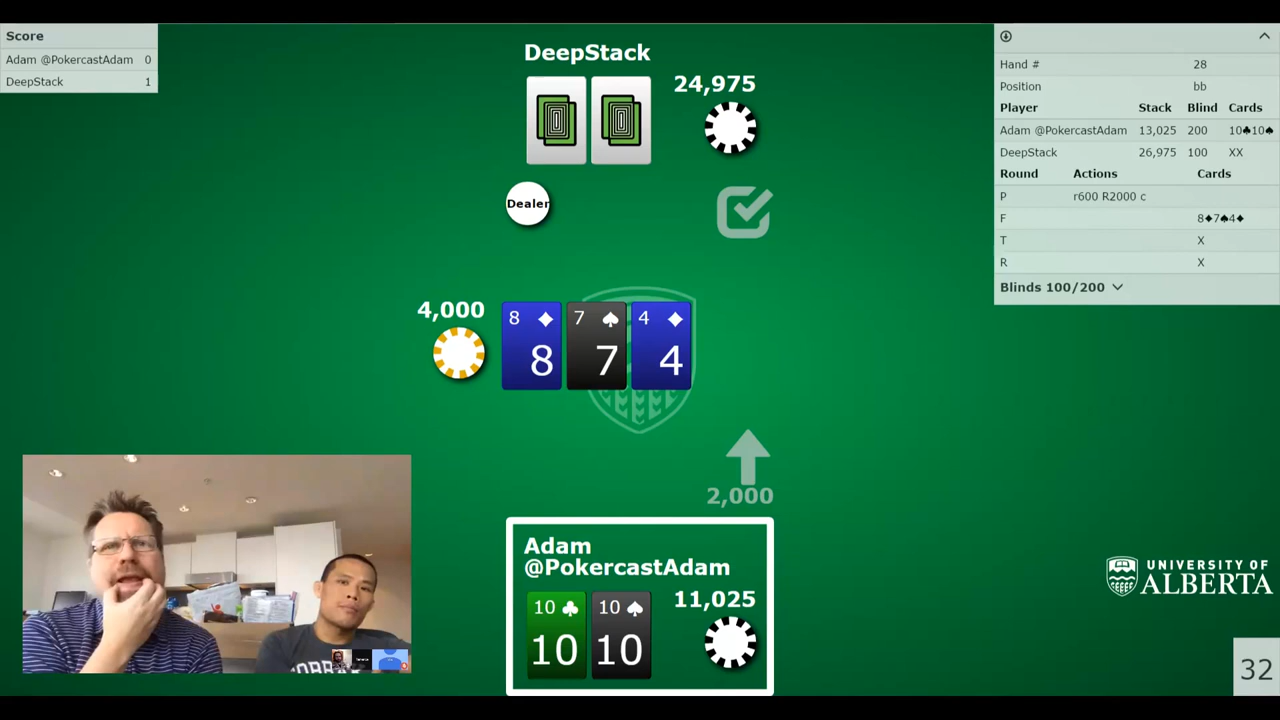 Score
Adam @PokercastAdam 0
DeepStack 1
DeepStack
24,975
Dealer
4,000
8♦ 7♠ 4♦
8 7 4
2,000
Adam
@PokercastAdam
11,025
10♣ 10♠
10 10
Hand # 28
Position bb
Player Stack Blind Cards
Adam @PokercastAdam 13,025 200 10♣10♠
DeepStack 26,975 100 XX
Round Actions Cards
P r600 R2000 c
F 8♦7♠4♦
T X
R X
Blinds 100/200
UNIVERSITY OF
ALBERTA
32